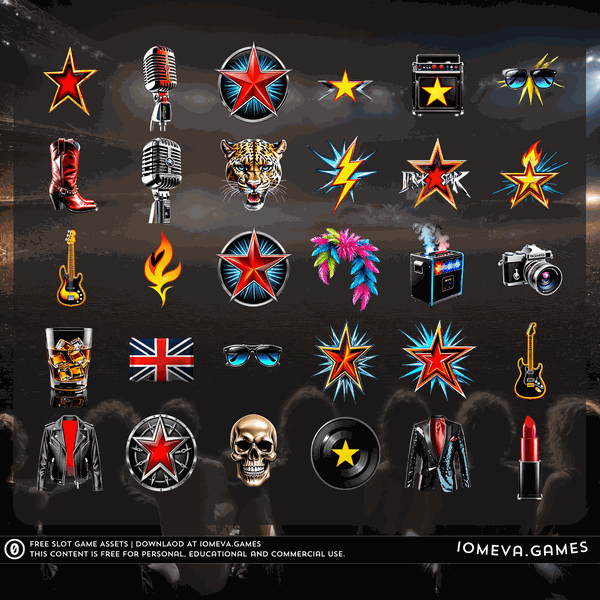 FREE SLOT GAME ASSETS | DOWNLAOD AT IOMEVA.GAMES
THIS CONTENT IS FREE FOR PERSONAL, EDUCATIONAL AND COMMERCIAL USE.
IOMEVA.GAMES